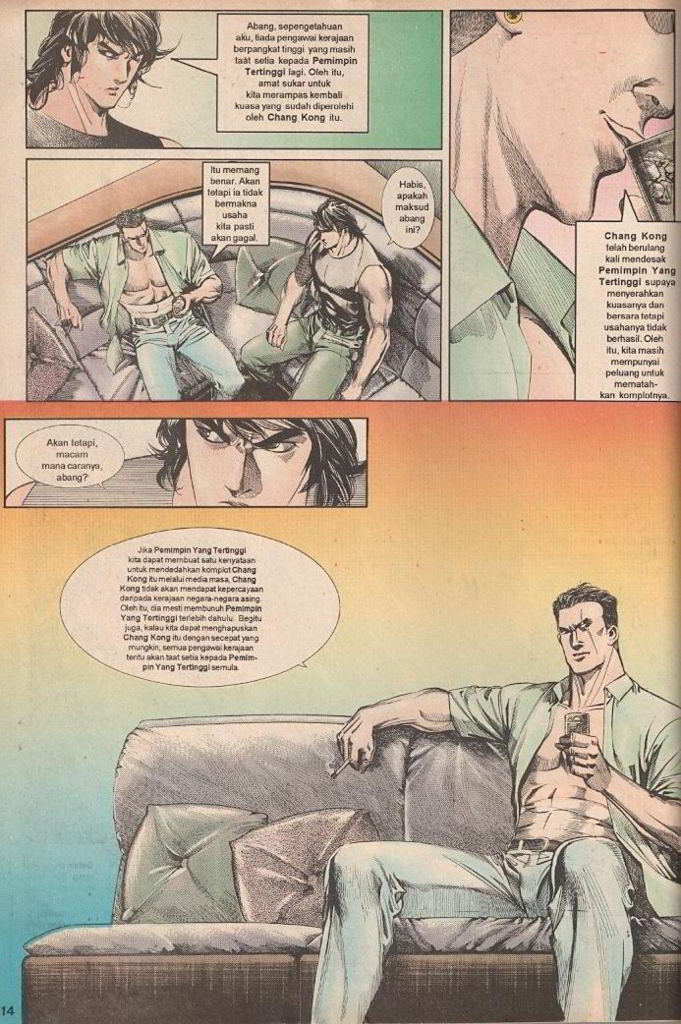 Abang, sepengetahuan
aku, tiada pengawai kerajaan
berpangkat tinggi yang masih
taat setia kepada Pemimpin
Tertinggi lagi. Oleh itu,
amat sukar untuk
kita merampas kembali
kuasa yang sudah diperolehi
oleh Chang Kong itu.
Chang Kong
telah berulang
kali mendesak
Pemimpin Yang
Tertinggi supaya
menyerahkan
kuasanya dan
bersara tetapi
usahanya tidak
berhasil. Oleh
itu, kita masih
mempunyai
peluang untuk
mematah-
kan komplotnya.
Itu memang
benar. Akan
tetapi ia tidak
bermakna
usaha
kita pasti
akan gagal.
Habis,
apakah
maksud
abang
ini?
Akan tetapi,
macam
mana caranya,
abang?
Jika Pemimpin Yang Tertinggi
kita dapat membuat satu kenyataan
untuk mendedahkan komplot Chang
Kong itu melalui media masa, Chang
Kong tidak akan mendapat kepercayaan
daripada kerajaan negara-negara asing.
Oleh itu, dia mesti membunuh Pemimpin
Yang Tertinggi terlebih dahulu. Begitu
juga, kalau kita dapat menghapuskan
Chang Kong itu dengan secepat yang
mungkin, semua pengawai kerajaan
tentu akan taat setia kepada Pemim-
pin Yang Tertinggi semula.
14